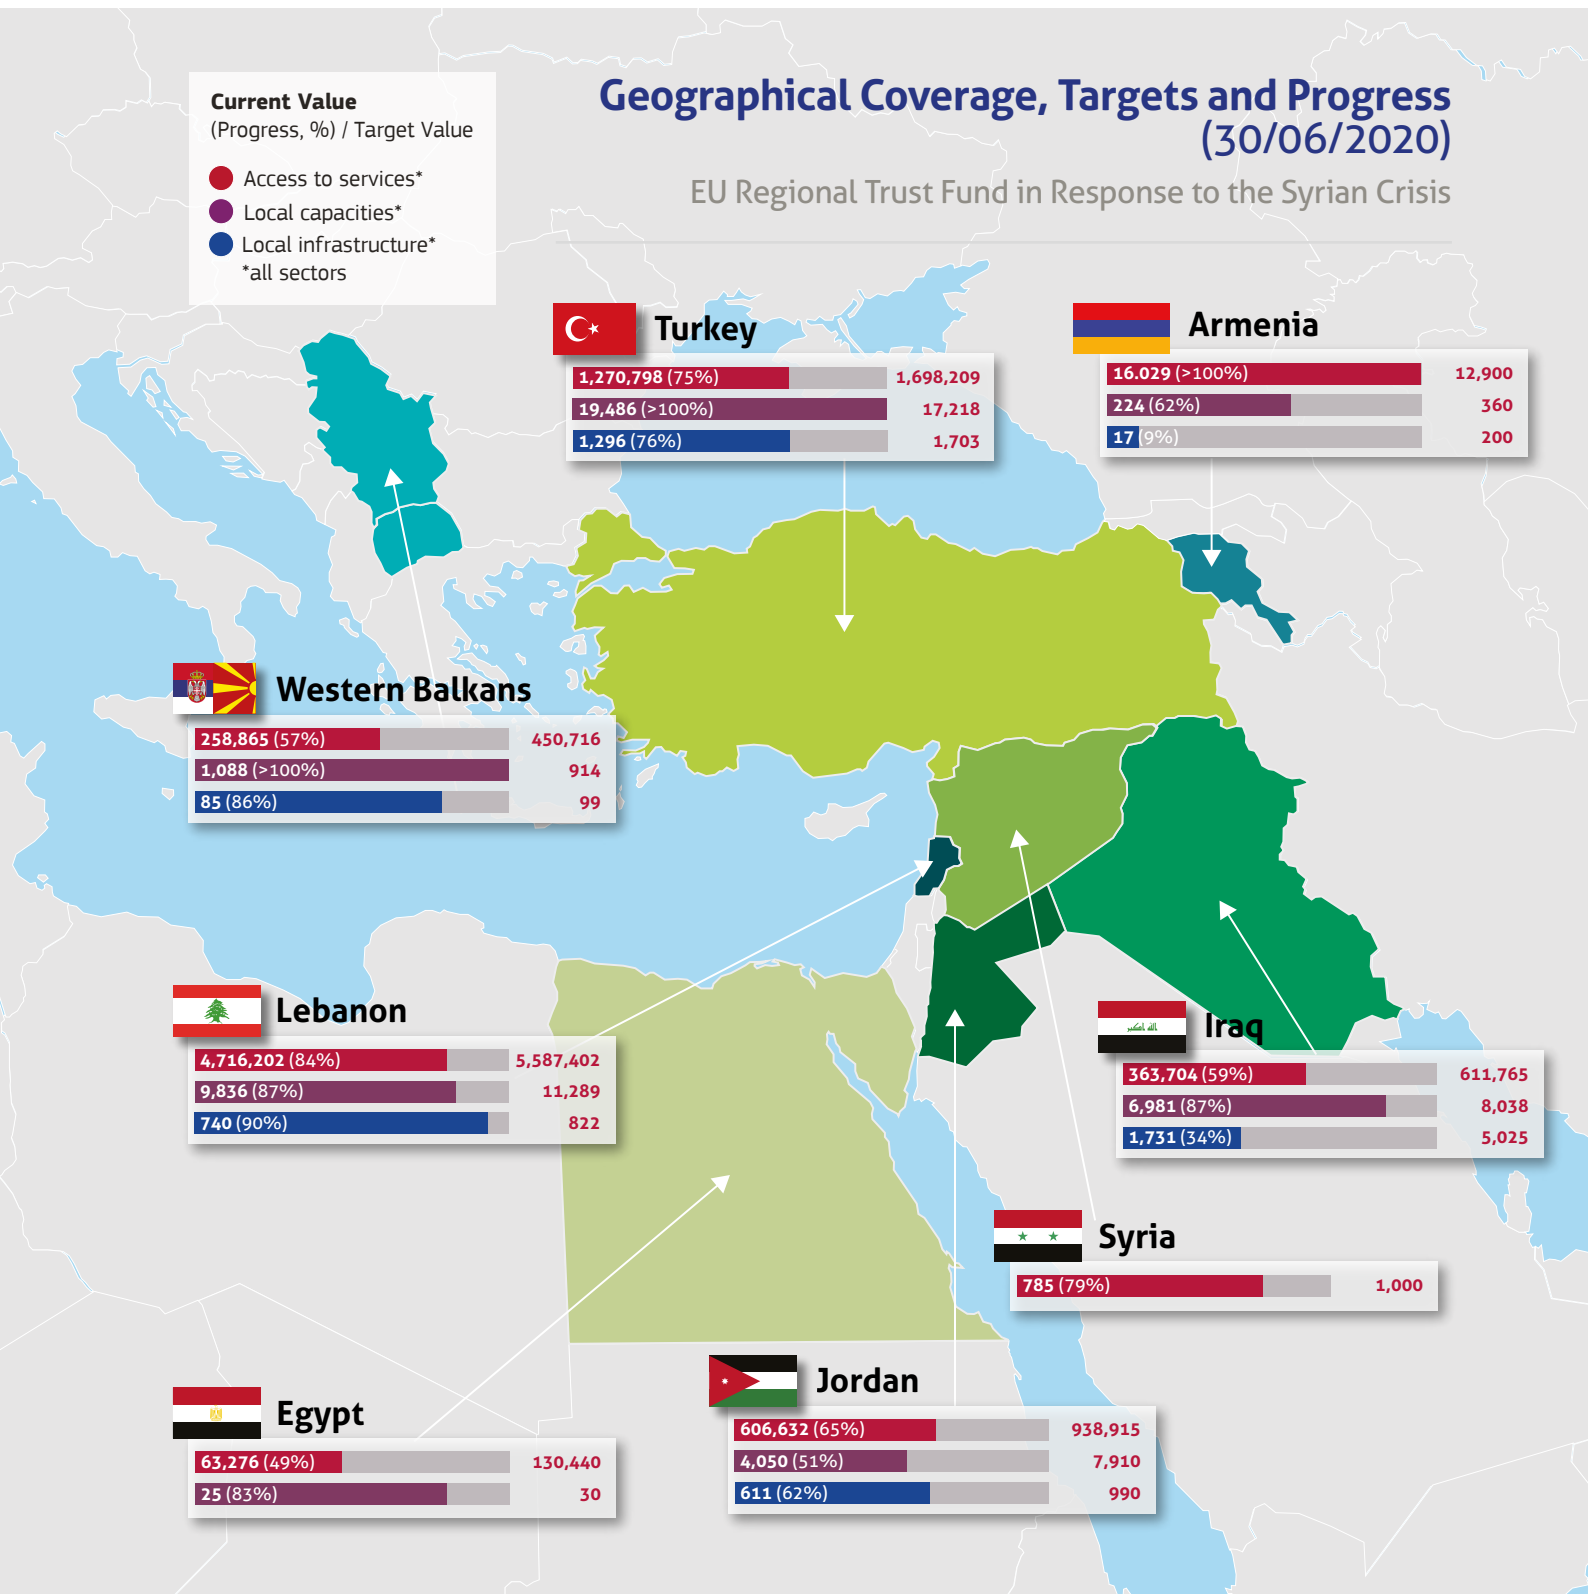 Current Value
(Progress, %) / Target Value
Access to services*
Local capacities*
Local infrastructure*
*all sectors
Geographical Coverage, Targets and Progress
(30/06/2020)
EU Regional Trust Fund in Response to the Syrian Crisis
Turkey
1,270,798 (75%) 1,698,209
19,486 (>100%) 17,218
1,296 (76%) 1,703
Armenia
16.029 (>100%) 12,900
224 (62%) 360
17 (9%) 200
Western Balkans
258,865 (57%) 450,716
1,088 (>100%) 914
85 (86%) 99
Lebanon
4,716,202 (84%) 5,587,402
9,836 (87%) 11,289
740 (90%) 822
Iraq
363,704 (59%) 611,765
6,981 (87%) 8,038
1,731 (34%) 5,025
Syria
785 (79%) 1,000
Egypt
63,276 (49%) 130,440
25 (83%) 30
Jordan
606,632 (65%) 938,915
4,050 (51%) 7,910
611 (62%) 990